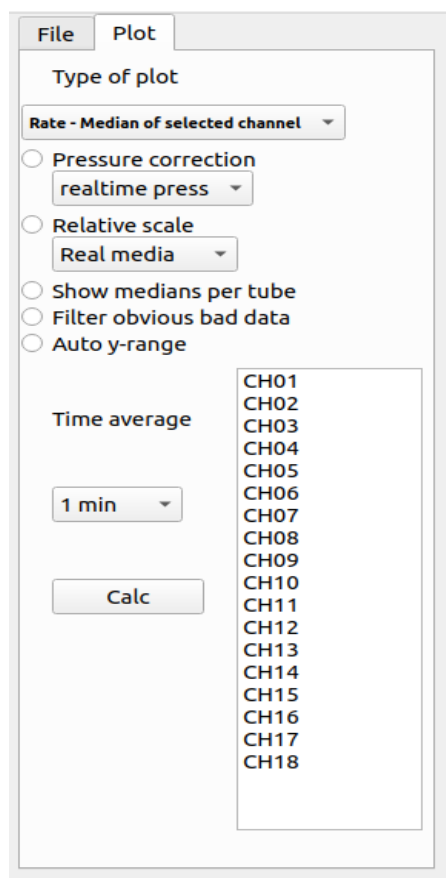 File Plot
Type of plot
Rate - Median of selected channel
Pressure correction
realtime press
Relative scale
Real media
Show medians per tube
Filter obvious bad data
Auto y-range
Time average
1 min
Calc
CH01
CH02
CH03
CH04
CH05
CH06
CH07
CH08
CH09
CH10
CH11
CH12
CH13
CH14
CH15
CH16
CH17
CH18